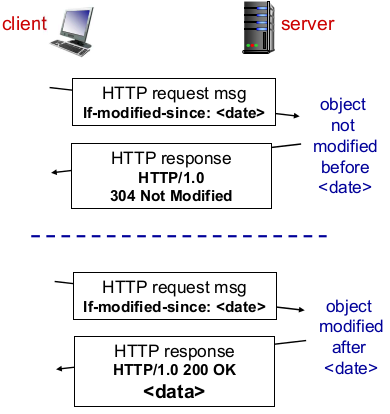 client
server
HTTP request msg
If-modified-since: <date>
object
not
modified
before
<date>
HTTP response
HTTP/1.0
304 Not Modified
HTTP request msg
If-modified-since: <date>
object
modified
after
<date>
HTTP response
HTTP/1.0 200 OK
<data>